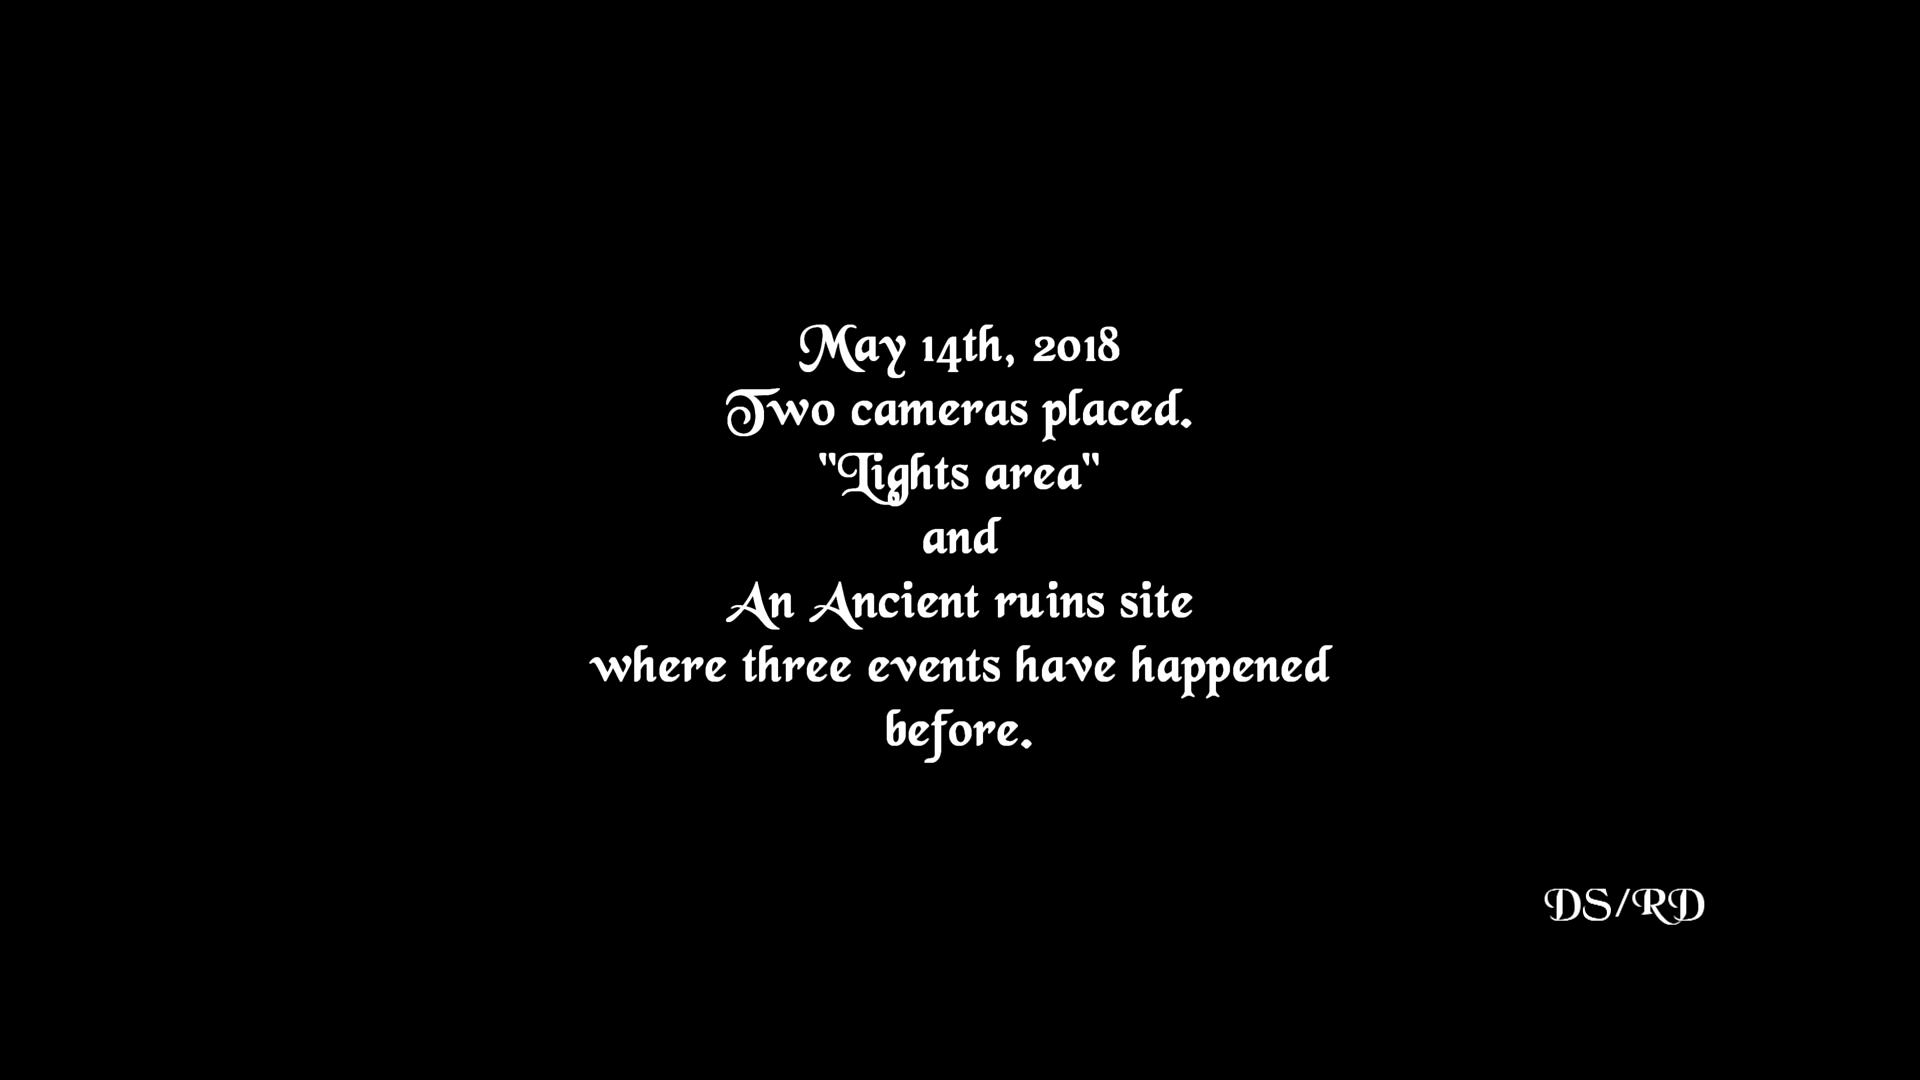 May 14th, 2018
Two cameras placed.
"Lights area"
and
An Ancient ruins site
where three events have happened
before.
DS/RD